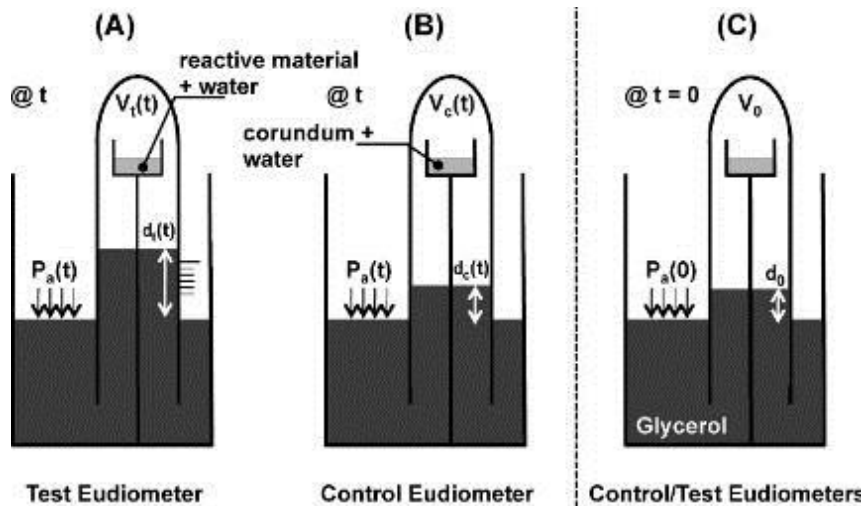 (A)
reactive material
+ water
@ t
V_t(t)
d_t(t)
P_a(t)
Test Eudiometer
(B)
@ t
V_c(t)
corundum +
water
d_c(t)
P_a(t)
Control Eudiometer
(C)
@ t = 0
V_0
P_a(0)
d_0
Glycerol
Control/Test Eudiometers